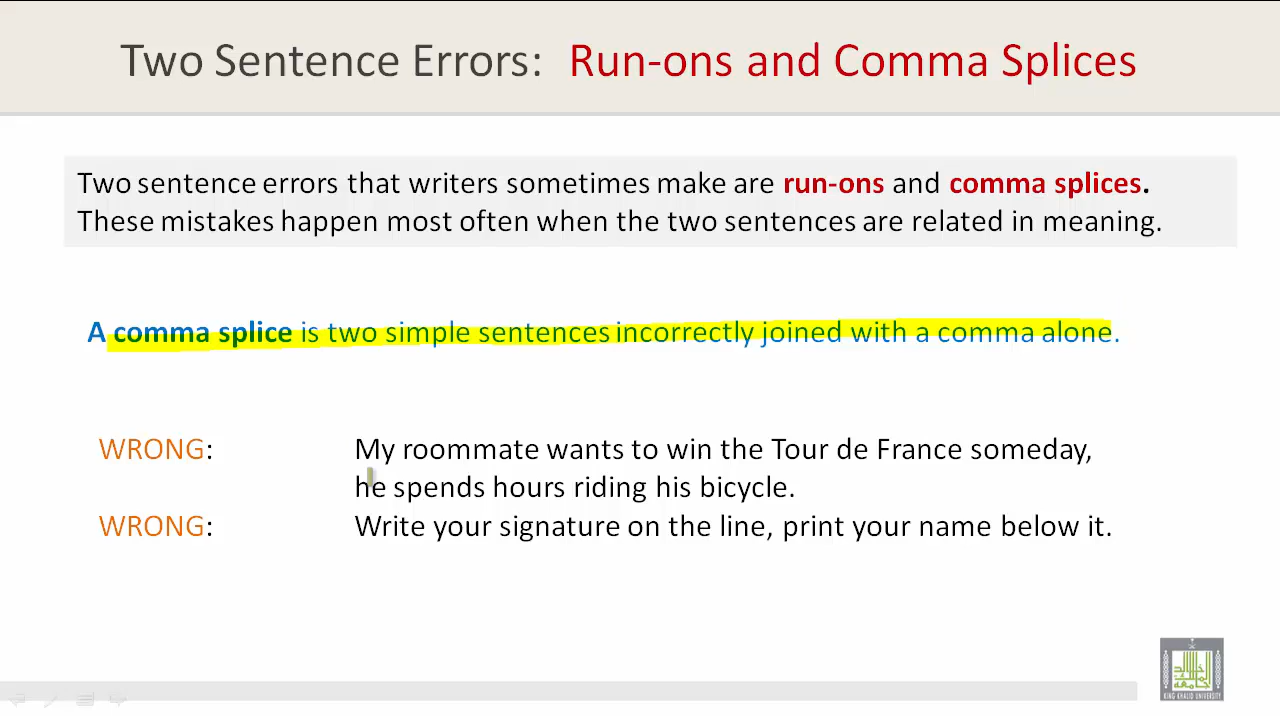 Two Sentence Errors: Run-ons and Comma Splices
Two sentence errors that writers sometimes make are run-ons and comma splices.
These mistakes happen most often when the two sentences are related in meaning.
A comma splice is two simple sentences incorrectly joined with a comma alone.
WRONG: My roommate wants to win the Tour de France someday,
he spends hours riding his bicycle.
WRONG: Write your signature on the line, print your name below it.
KING KHALID UNIVERSITY